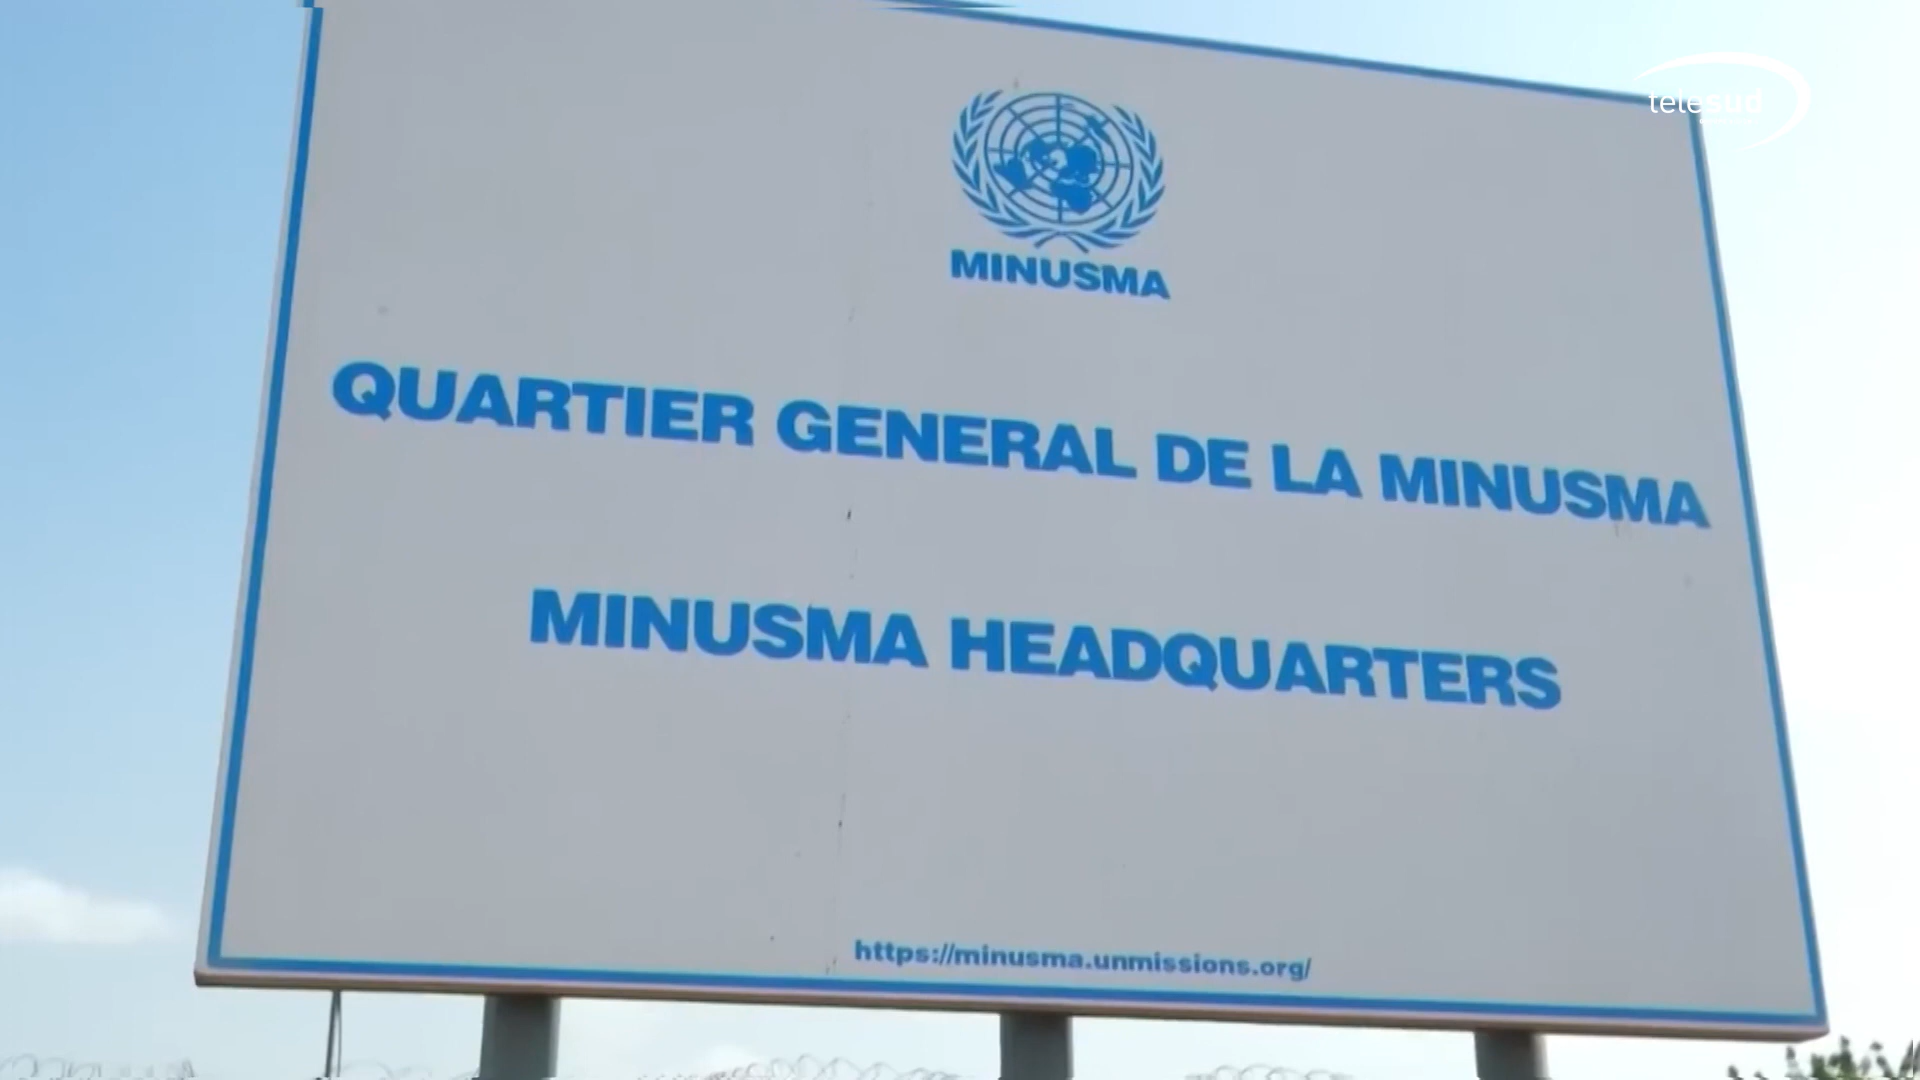 telesud
MINUSMA
QUARTIER GENERAL DE LA MINUSMA
MINUSMA HEADQUARTERS
https://minusma.unmissions.org/